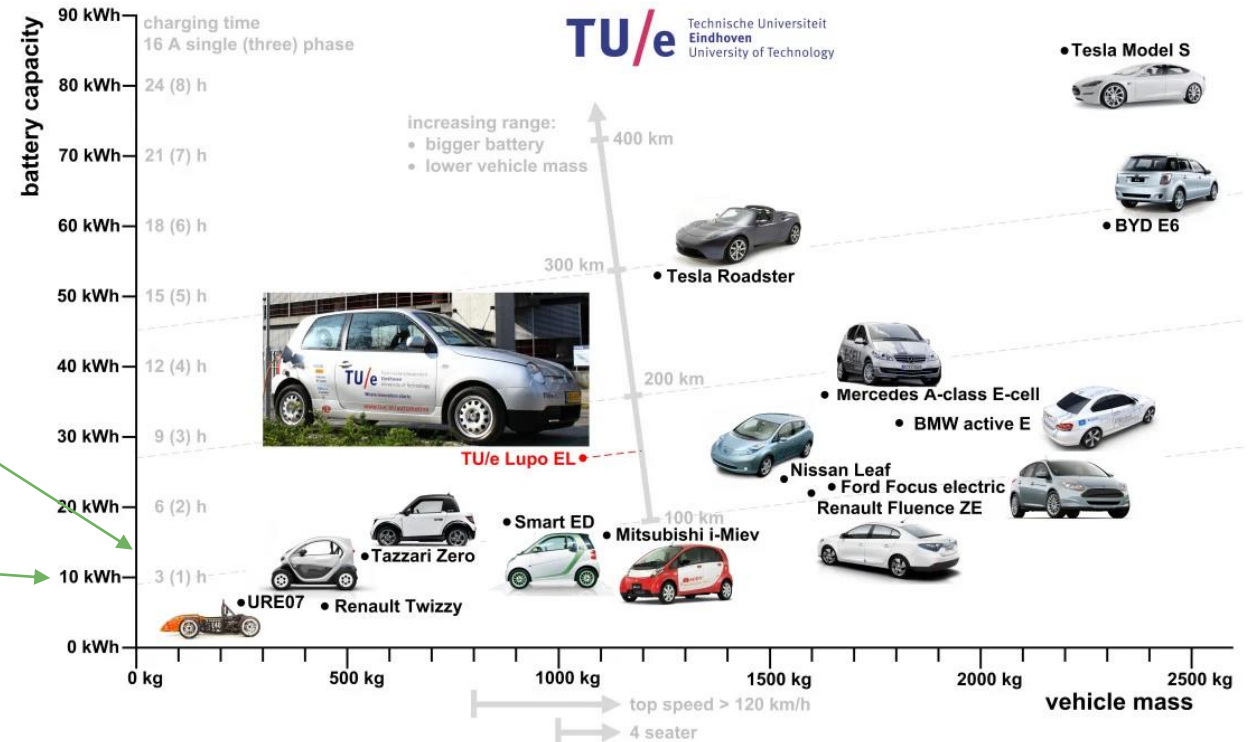 battery capacity
90 kWh
80 kWh
70 kWh
60 kWh
50 kWh
40 kWh
30 kWh
20 kWh
10 kWh
0 kWh
charging time
16 A single (three) phase
24 (8) h
21 (7) h
18 (6) h
15 (5) h
12 (4) h
9 (3) h
6 (2) h
3 (1) h
TU/e Technische Universiteit
Eindhoven
University of Technology
increasing range:
• bigger battery
• lower vehicle mass
400 km
300 km
200 km
100 km
Tesla Model S
BYD E6
Tesla Roadster
Mercedes A-class E-cell
BMW active E
TU/e
TU/e Lupo EL
Nissan Leaf
Ford Focus electric
Renault Fluence ZE
Smart ED
Mitsubishi i-Miev
Tazzari Zero
URE07
Renault Twizzy
0 kg
500 kg
1000 kg
1500 kg
2000 kg
2500 kg
vehicle mass
top speed > 120 km/h
4 seater